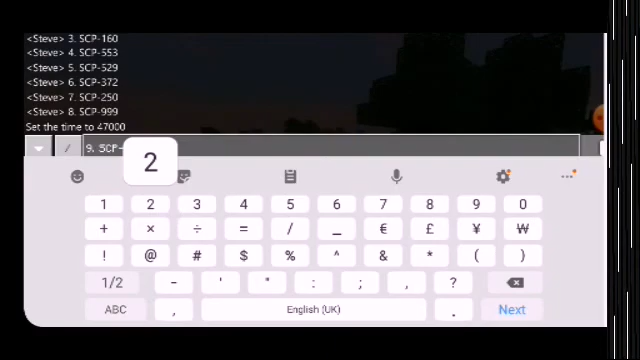 <Steve> 3. SCP-160
<Steve> 4. SCP-553
<Steve> 5. SCP-529
<Steve> 6. SCP-372
<Steve> 7. SCP-250
<Steve> 8. SCP-999
Set the time to 47000
/ 9. SCP-
2
1 2 3 4 5 6 7 8 9 0
+ × ÷ = / _ € £ ¥ ₩
! @ # $ % ^ & * ( )
1/2 - ' " : ; , ?
ABC , English (UK) . Next